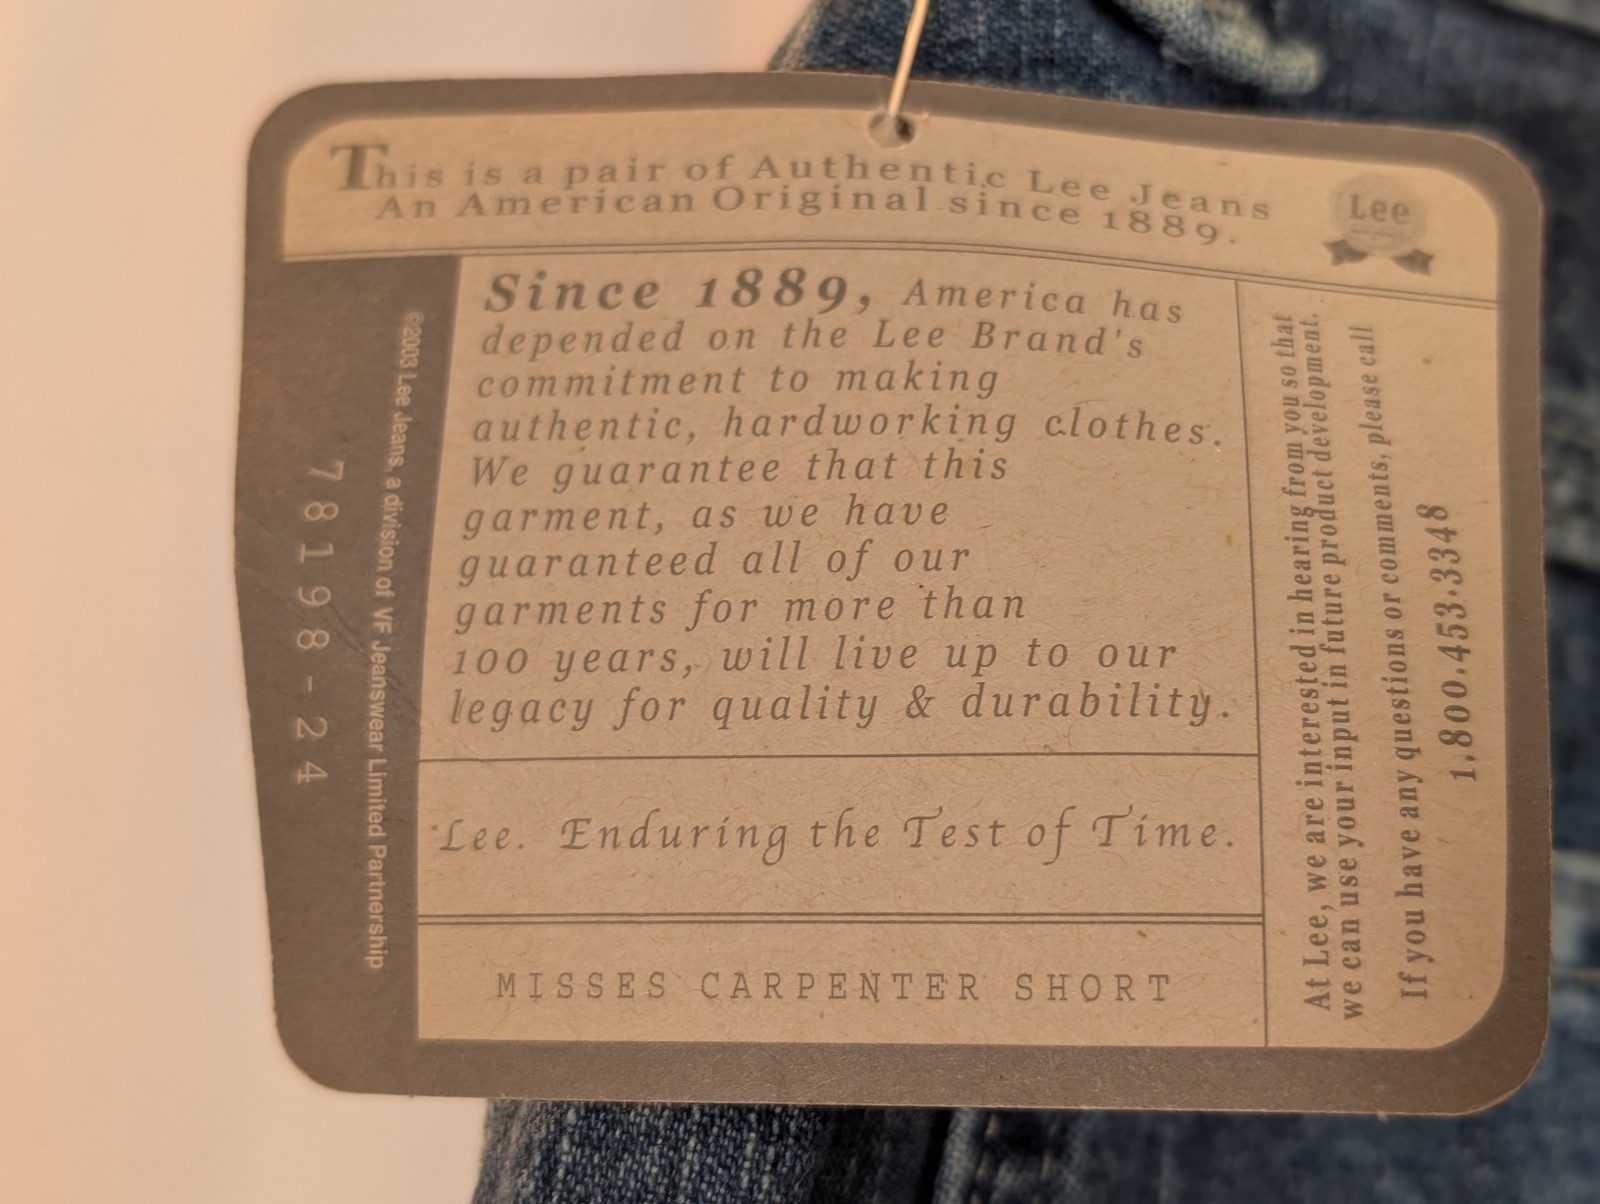 This is a pair of Authentic Lee Jeans
An American Original since 1889.
Lee
Since 1889, America has
depended on the Lee Brand's
commitment to making
authentic, hardworking clothes.
We guarantee that this
garment, as we have
guaranteed all of our
garments for more than
100 years, will live up to our
legacy for quality & durability.
Lee. Enduring the Test of Time.
MISSES CARPENTER SHORT
©2003 Lee Jeans, a division of VF Jeanswear Limited Partnership
78198-24
At Lee, we are interested in hearing from you so that
we can use your input in future product development.
If you have any questions or comments, please call
1.800.453.3348